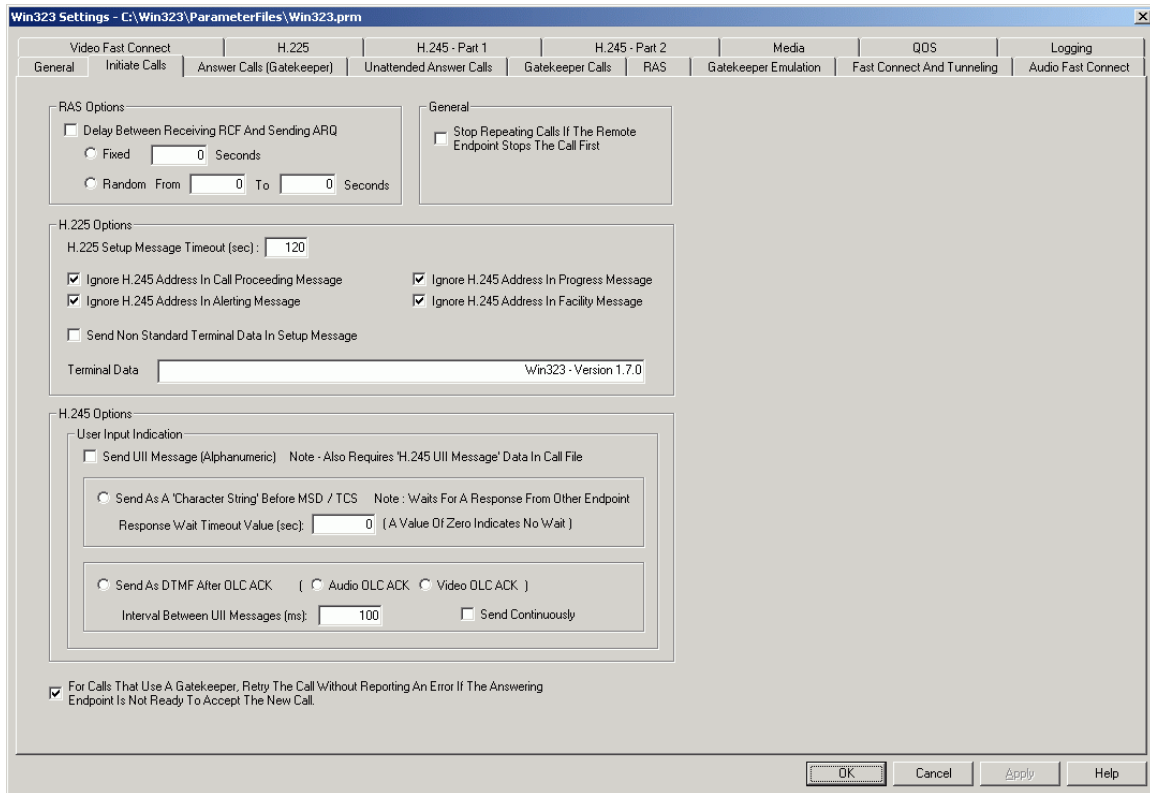 Win323 Settings - C:\Win323\ParameterFiles\Win323.prm
Video Fast Connect H.225 H.245 - Part 1 H.245 - Part 2 Media QOS Logging
General Initiate Calls Answer Calls (Gatekeeper) Unattended Answer Calls Gatekeeper Calls RAS Gatekeeper Emulation Fast Connect And Tunneling Audio Fast Connect
RAS Options
Delay Between Receiving RCF And Sending ARQ
Fixed 0 Seconds
Random From 0 To 0 Seconds
General
Stop Repeating Calls If The Remote
Endpoint Stops The Call First
H.225 Options
H.225 Setup Message Timeout (sec) : 120
Ignore H.245 Address In Call Proceeding Message Ignore H.245 Address In Progress Message
Ignore H.245 Address In Alerting Message Ignore H.245 Address In Facility Message
Send Non Standard Terminal Data In Setup Message
Terminal Data Win323 - Version 1.7.0
H.245 Options
User Input Indication
Send UII Message (Alphanumeric) Note - Also Requires 'H.245 UII Message' Data In Call File
Send As A 'Character String' Before MSD / TCS Note : Waits For A Response From Other Endpoint
Response Wait Timeout Value (sec): 0 ( A Value Of Zero Indicates No Wait )
Send As DTMF After OLC ACK ( Audio OLC ACK Video OLC ACK )
Interval Between UII Messages (ms): 100 Send Continuously
For Calls That Use A Gatekeeper, Retry The Call Without Reporting An Error If The Answering
Endpoint Is Not Ready To Accept The New Call.
OK Cancel Apply Help